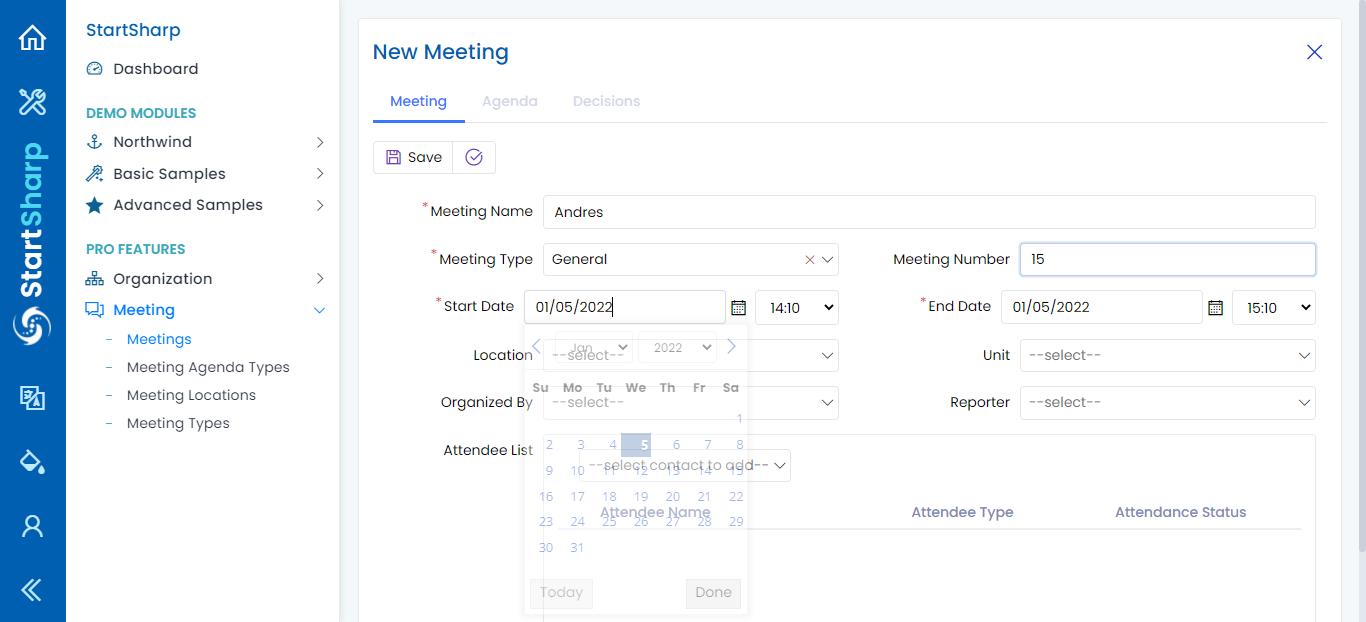 StartSharp
StartSharp
Dashboard
DEMO MODULES
Northwind
Basic Samples
Advanced Samples
PRO FEATURES
Organization
Meeting
Meetings
Meeting Agenda Types
Meeting Locations
Meeting Types
New Meeting
Meeting Agenda Decisions
Save
*Meeting Name Andres
*Meeting Type General Meeting Number 15
*Start Date 01/05/2022 14:10 *End Date 01/05/2022 15:10
Location --select-- Unit --select--
Jan 2022
Su Mo Tu We Th Fr Sa
Organized By --select-- Reporter --select--
1
Attendee List
2 3 4 5 6 7 8
--select contact to add--
9 10 11 12 13 14 15
16 17 18 19 20 21 22
Attendee Name Attendee Type Attendance Status
23 24 25 26 27 28 29
30 31
Today Done